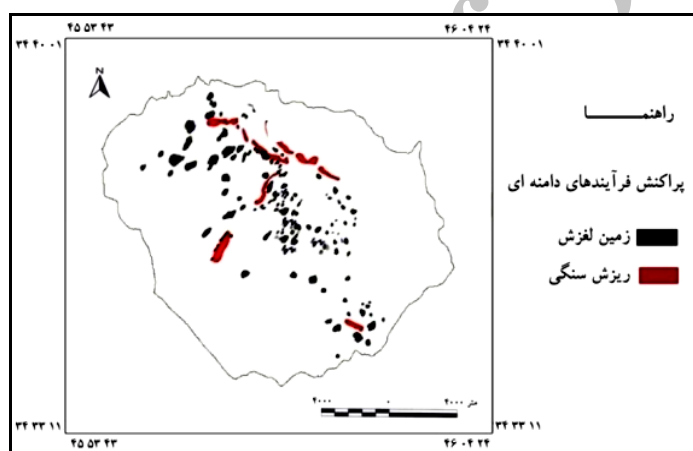 ۴۵ ۵۳ ۴۳
۴۶ ۰۴ ۲۴
۳۴ ۴۰ ۰۱
۳۴ ۴۰ ۰۱
N
راهنمــــــا
پراکنش فرآیندهای دامنه ای
زمین لغزش
ریزش سنگی
۴۰۰۰ ۰ ۴۰۰۰ متر
۳۴ ۳۳ ۱۱
۳۴ ۳۳ ۱۱
۴۵ ۵۳ ۴۳
۴۶ ۰۴ ۲۴